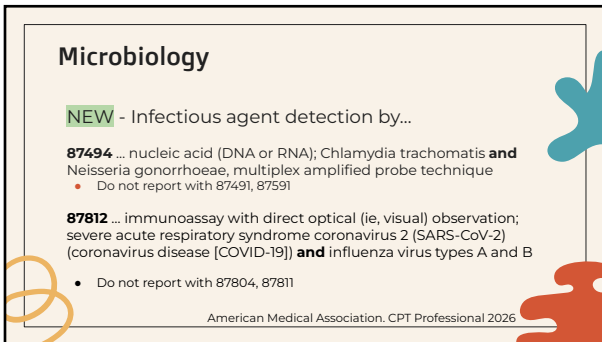 Microbiology
NEW - Infectious agent detection by...
87494 ... nucleic acid (DNA or RNA); Chlamydia trachomatis and
Neisseria gonorrhoeae, multiplex amplified probe technique
● Do not report with 87491, 87591
87812 ... immunoassay with direct optical (ie, visual) observation;
severe acute respiratory syndrome coronavirus 2 (SARS-CoV-2)
(coronavirus disease [COVID-19]) and influenza virus types A and B
● Do not report with 87804, 87811
American Medical Association. CPT Professional 2026